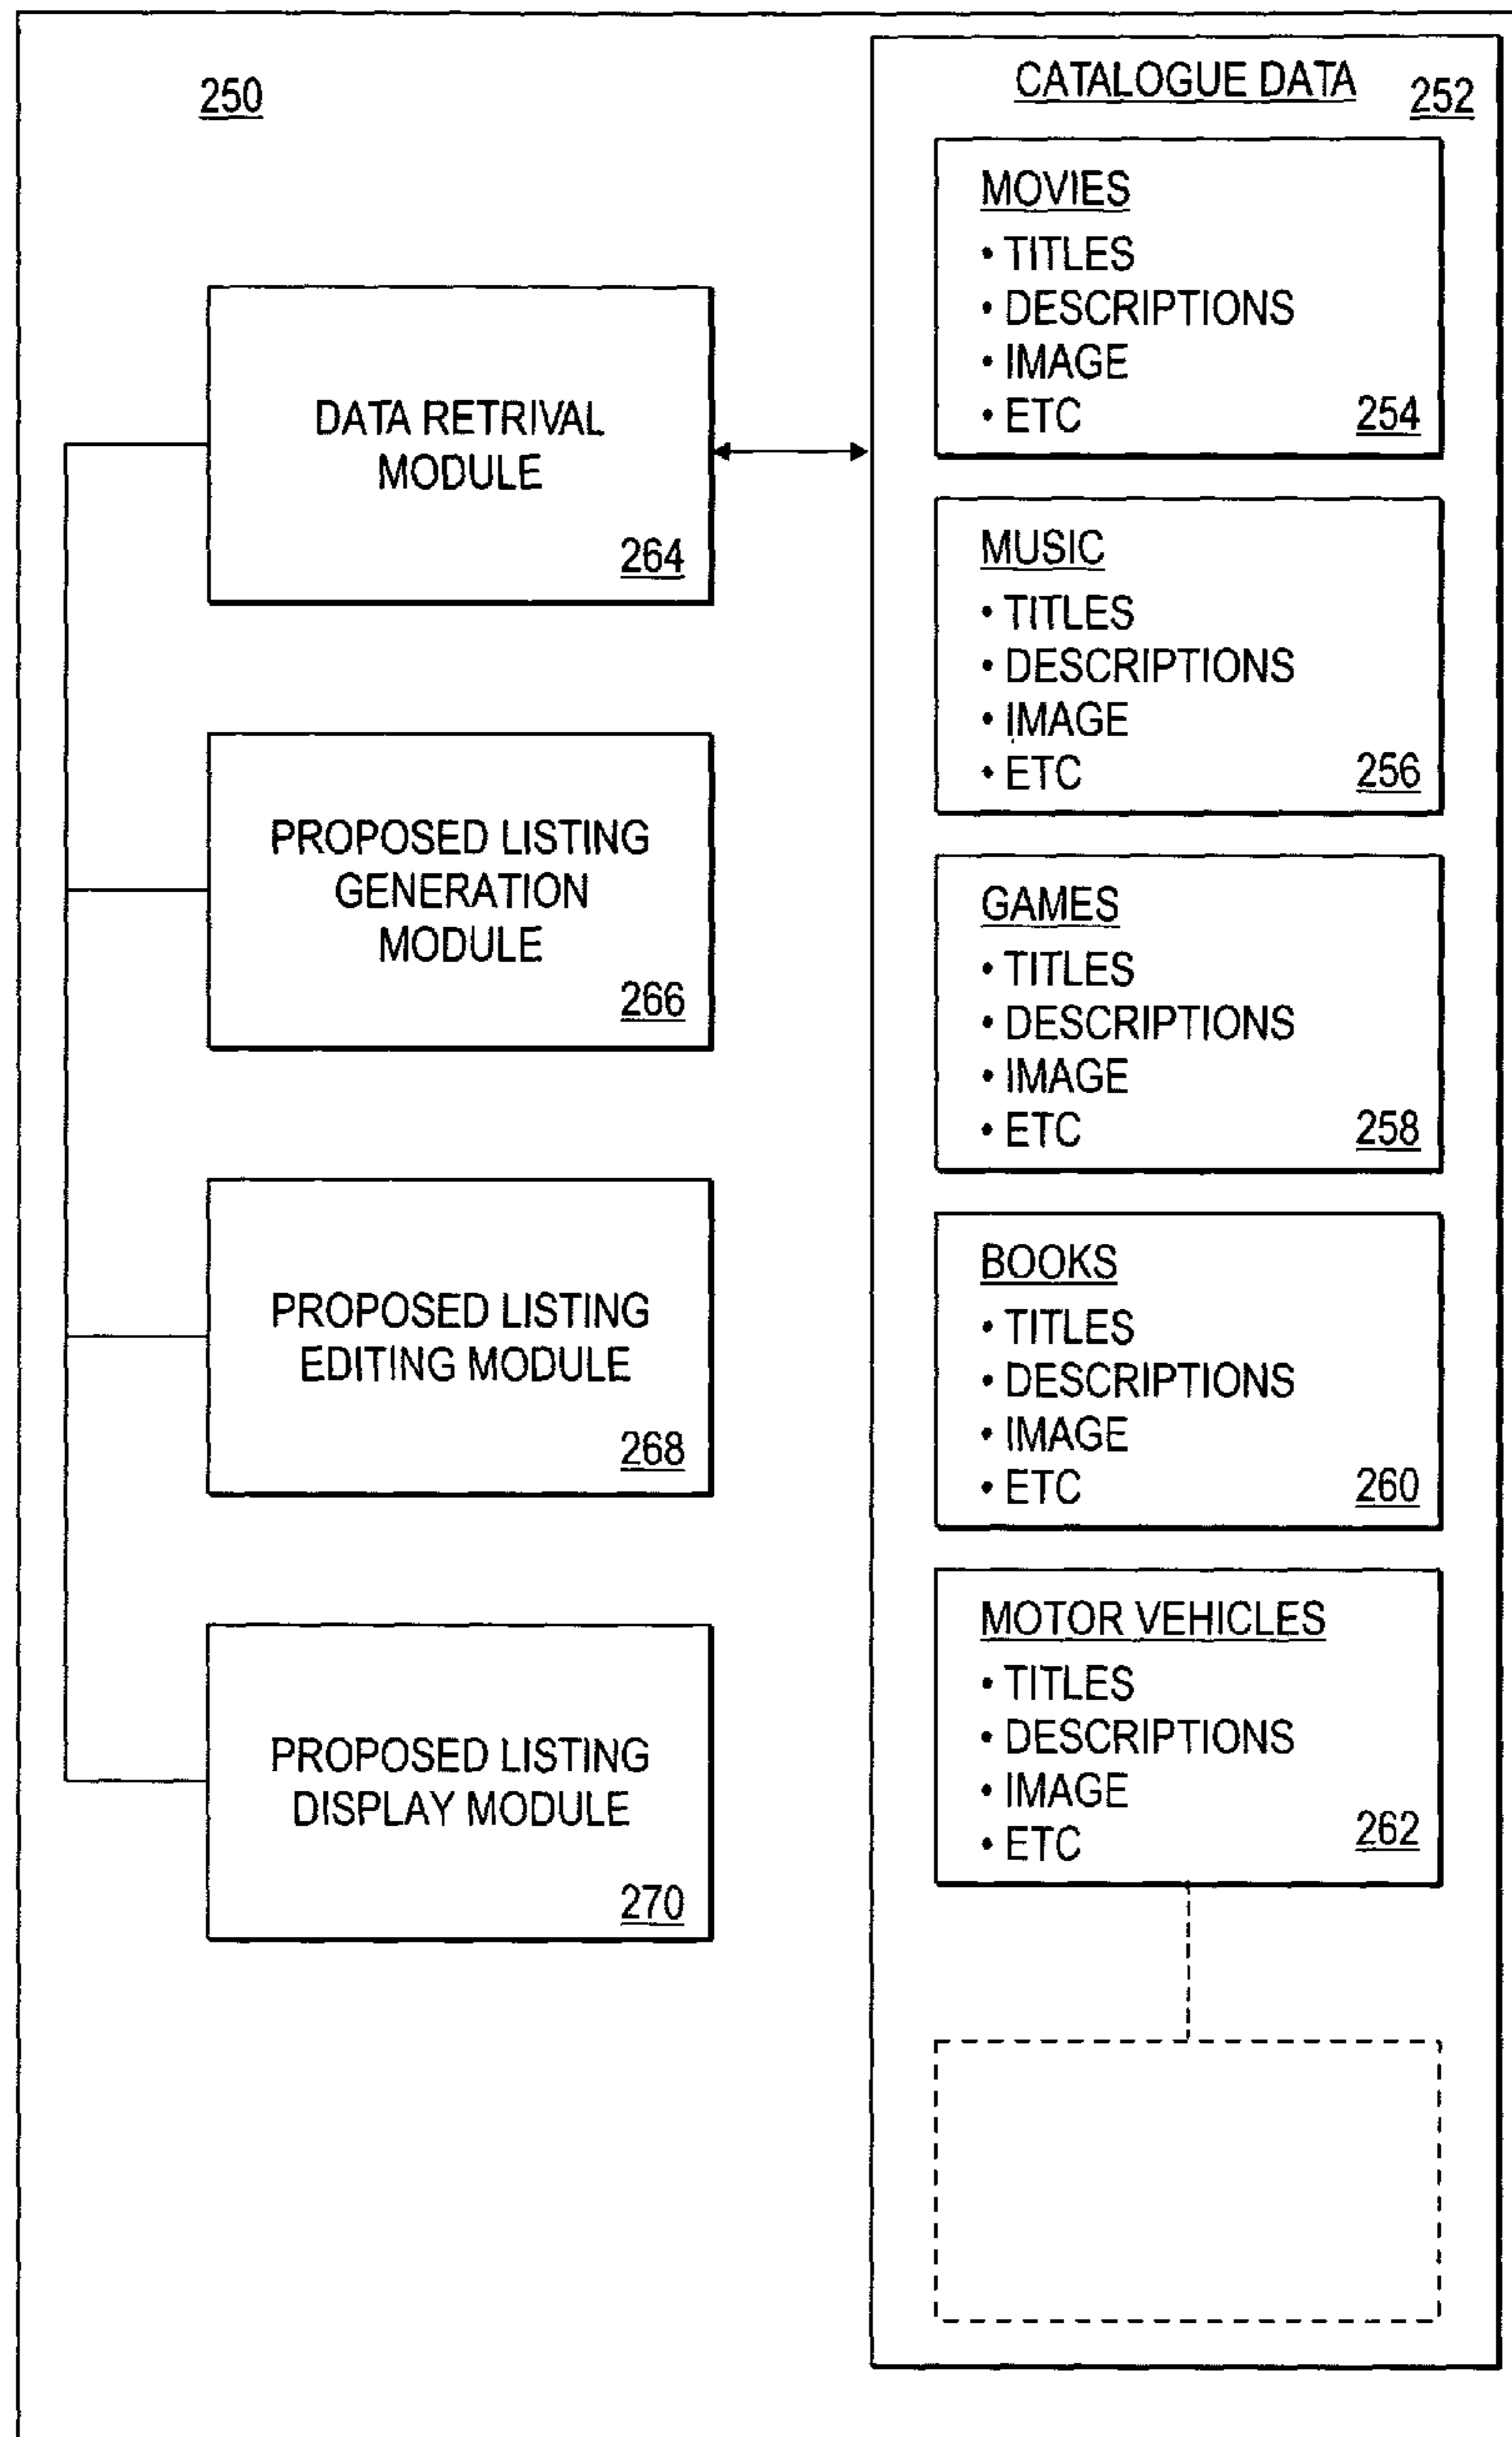 250
DATA RETRIVAL
MODULE
264
PROPOSED LISTING
GENERATION
MODULE
266
PROPOSED LISTING
EDITING MODULE
268
PROPOSED LISTING
DISPLAY MODULE
270
CATALOGUE DATA
252
MOVIES
• TITLES
• DESCRIPTIONS
• IMAGE
• ETC
254
MUSIC
• TITLES
• DESCRIPTIONS
• IMAGE
• ETC
256
GAMES
• TITLES
• DESCRIPTIONS
• IMAGE
• ETC
258
BOOKS
• TITLES
• DESCRIPTIONS
• IMAGE
• ETC
260
MOTOR VEHICLES
• TITLES
• DESCRIPTIONS
• IMAGE
• ETC
262